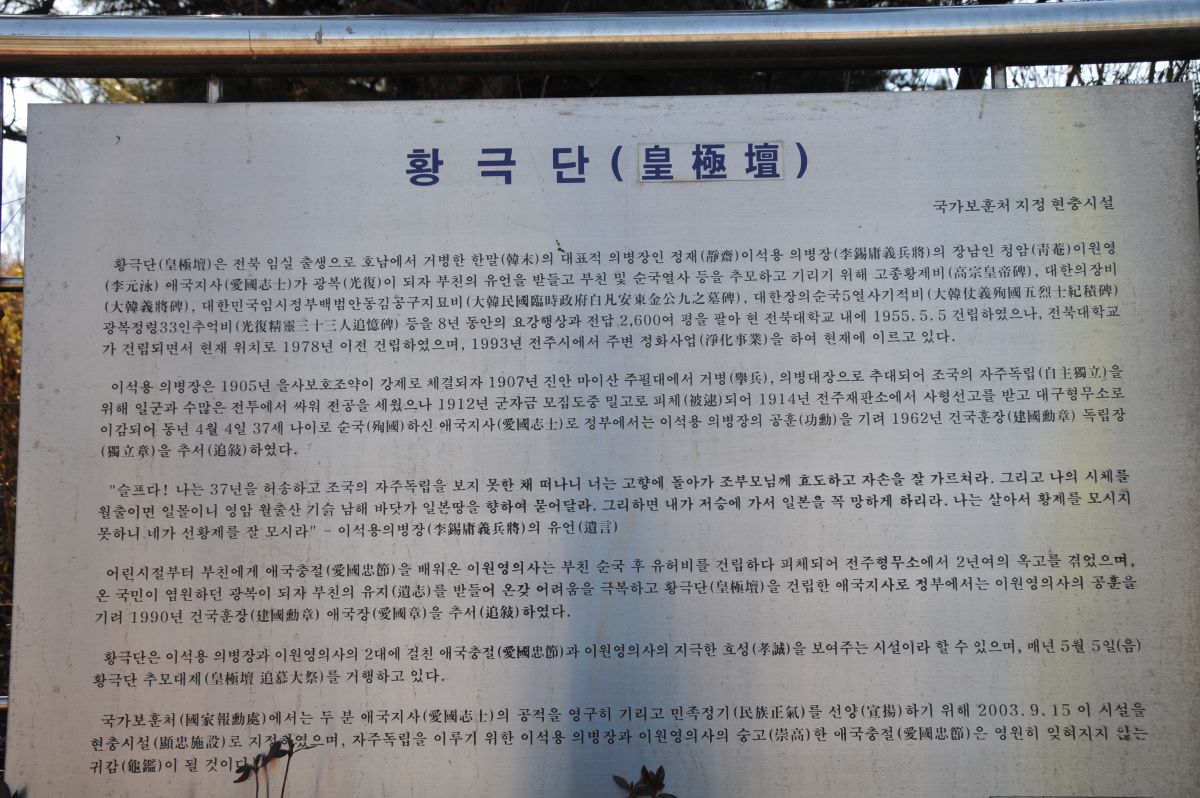 황극단(皇極壇)
국가보훈처 지정 현충시설
황극단(皇極壇)은 전북 임실 출생으로 호남에서 거병한 한말(韓末)의 대표적 의병장인 정재(靜齋)이석용 의병장(李錫庸義兵將)의 장남인 청암(靑菴)이원영
(李元泳) 애국지사(愛國志士)가 광복(光復)이 되자 부친의 유언을 받들고 부친 및 순국열사 등을 추모하고 기리기 위해 고종황제비(高宗皇帝碑), 대한의장비
(大韓義將碑), 대한민국임시정부백범안동김공구지묘비(大韓民國臨時政府白凡安東金公九之墓碑), 대한장의순국5열사기적비(大韓仗義殉國五烈士紀積碑)
광복정령33인추억비(光復精靈三十三人追憶碑) 등을 8년 동안의 요강행상과 전답 2,600여 평을 팔아 현 전북대학교 내에 1955. 5. 5 건립하였으나, 전북대학교
가 건립되면서 현재 위치로 1978년 이전 건립하였으며, 1993년 전주시에서 주변 정화사업(淨化事業)을 하여 현재에 이르고 있다.
이석용 의병장은 1905년 을사보호조약이 강제로 체결되자 1907년 진안 마이산 주필대에서 거병(擧兵), 의병대장으로 추대되어 조국의 자주독립(自主獨立)을
위해 일군과 수많은 전투에서 싸워 전공을 세웠으나 1912년 군자금 모집도중 밀고로 피체(被逮)되어 1914년 전주재판소에서 사형선고를 받고 대구형무소로
이감되어 동년 4월 4일 37세 나이로 순국(殉國)하신 애국지사(愛國志士)로 정부에서는 이석용 의병장의 공훈(功勳)을 기려 1962년 건국훈장(建國勳章) 독립장
(獨立章)을 추서(追敍)하였다.
"슬프다! 나는 37년을 허송하고 조국의 자주독립을 보지 못한 채 떠나니 너는 고향에 돌아가 조부모님께 효도하고 자손을 잘 가르쳐라. 그리고 나의 시체를
월출이면 일몰이니 영암 월출산 기슭 남해 바닷가 일본땅을 향하여 묻어달라. 그리하면 내가 저승에 가서 일본을 꼭 망하게 하리라. 나는 살아서 황제를 모시지
못하니 네가 선황제를 잘 모시라" - 이석용의병장(李錫庸義兵將)의 유언(遺言)
어린시절부터 부친에게 애국충절(愛國忠節)을 배워온 이원영의사는 부친 순국 후 유허비를 건립하다 피체되어 전주형무소에서 2년여의 옥고를 겪었으며,
온 국민이 염원하던 광복이 되자 부친의 유지(遺志)를 받들어 온갖 어려움을 극복하고 황극단(皇極壇)을 건립한 애국지사로 정부에서는 이원영의사의 공훈을
기려 1990년 건국훈장(建國勳章) 애국장(愛國章)을 추서(追敍)하였다.
황극단은 이석용 의병장과 이원영의사의 2대에 걸친 애국충절(愛國忠節)과 이원영의사의 지극한 효성(孝誠)을 보여주는 시설이라 할 수 있으며, 매년 5월 5일(음)
황극단 추모대제(皇極壇 追慕大祭)를 거행하고 있다.
국가보훈처(國家報勳處)에서는 두 분 애국지사(愛國志士)의 공적을 영구히 기리고 민족정기(民族正氣)를 선양(宣揚)하기 위해 2003. 9. 15 이 시설을
현충시설(顯忠施設)로 지정하였으며, 자주독립을 이루기 위한 이석용 의병장과 이원영의사의 숭고(崇高)한 애국충절(愛國忠節)은 영원히 잊혀지지 않는
귀감(龜鑑)이 될 것이다